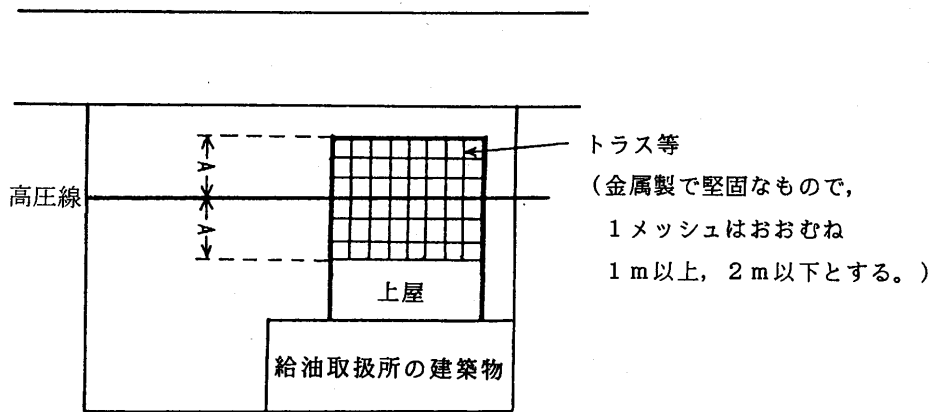 トラス等
(金属製で堅固なもので,
1メッシュはおおむね
1m以上,2m以下とする。)
高圧線
A
A
上屋
給油取扱所の建築物